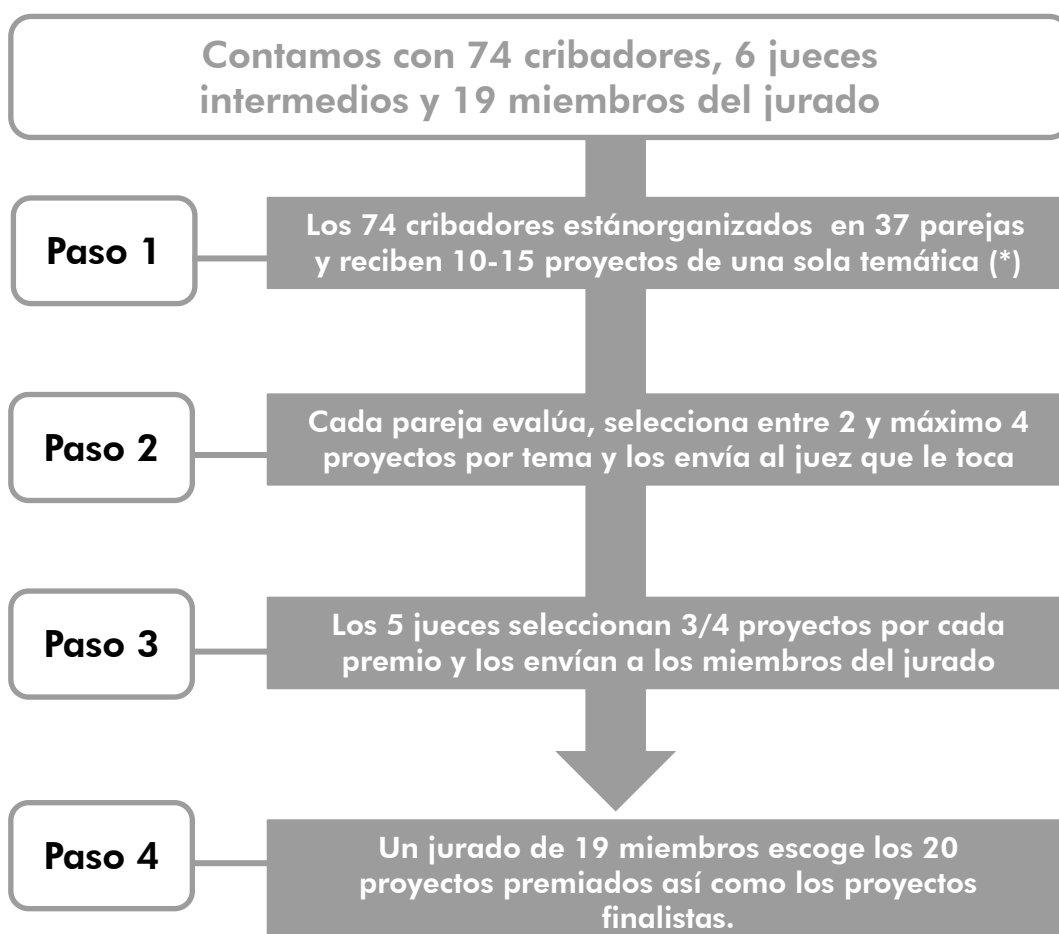 Contamos con 74 cribadores, 6 jueces
intermedios y 19 miembros del jurado
Paso 1
Los 74 cribadores estánorganizados en 37 parejas
y reciben 10-15 proyectos de una sola temática (*)
Paso 2
Cada pareja evalúa, selecciona entre 2 y máximo 4
proyectos por tema y los envía al juez que le toca
Paso 3
Los 5 jueces seleccionan 3/4 proyectos por cada
premio y los envían a los miembros del jurado
Paso 4
Un jurado de 19 miembros escoge los 20
proyectos premiados así como los proyectos
finalistas.